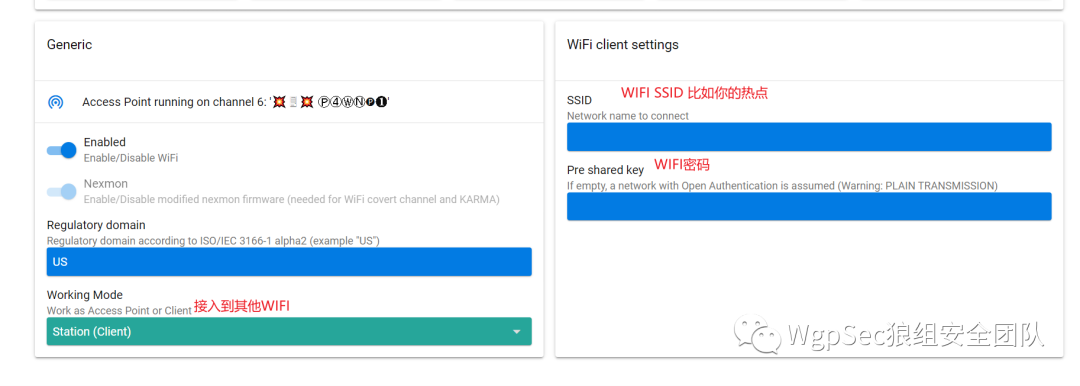 Generic
Access Point running on channel 6: '💥🖥💥 Ⓟ④ⓌⓃ🅟❶'
Enabled
Enable/Disable WiFi
Nexmon
Enable/Disable modified nexmon firmware (needed for WiFi covert channel and KARMA)
Regulatory domain
Regulatory domain according to ISO/IEC 3166-1 alpha2 (example "US")
US
Working Mode
Work as Access Point or Client 接入到其他WIFI
Station (Client)
WiFi client settings
SSID WIFI SSID 比如你的热点
Network name to connect
Pre shared key WIFI密码
If empty, a network with Open Authentication is assumed (Warning: PLAIN TRANSMISSION)
WgpSec狼组安全团队